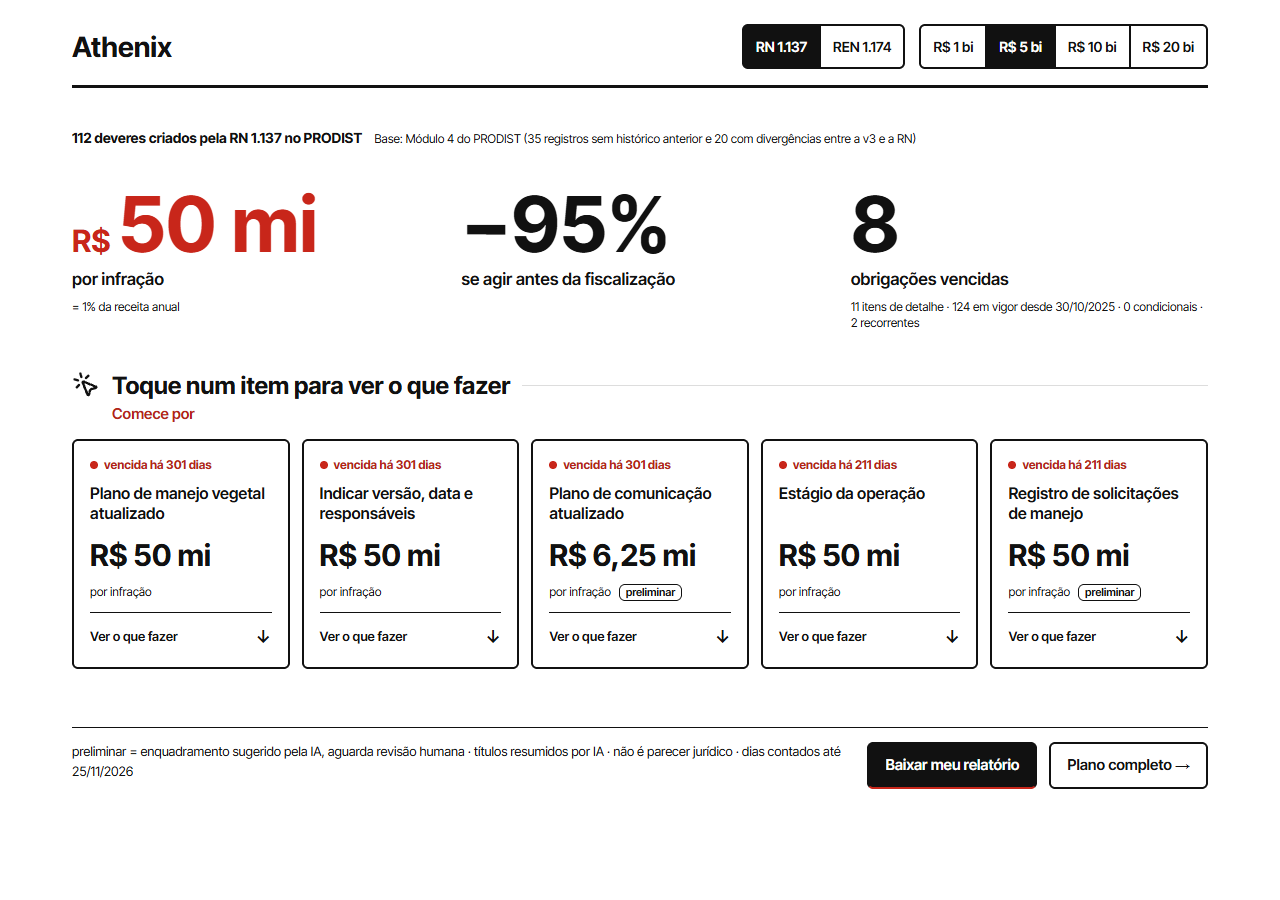 Athenix
RN 1.137 REN 1.174 R$ 1 bi R$ 5 bi R$ 10 bi R$ 20 bi
112 deveres criados pela RN 1.137 no PRODIST Base: Módulo 4 do PRODIST (35 registros sem histórico anterior e 20 com divergências entre a v3 e a RN)
R$ 50 mi
por infração
= 1% da receita anual
−95%
se agir antes da fiscalização
8
obrigações vencidas
11 itens de detalhe · 124 em vigor desde 30/10/2025 · 0 condicionais ·
2 recorrentes
Toque num item para ver o que fazer
Comece por
vencida há 301 dias
Plano de manejo vegetal
atualizado
R$ 50 mi
por infração
Ver o que fazer ↓
vencida há 301 dias
Indicar versão, data e
responsáveis
R$ 50 mi
por infração
Ver o que fazer ↓
vencida há 301 dias
Plano de comunicação
atualizado
R$ 6,25 mi
por infração preliminar
Ver o que fazer ↓
vencida há 211 dias
Estágio da operação
R$ 50 mi
por infração
Ver o que fazer ↓
vencida há 211 dias
Registro de solicitações
de manejo
R$ 50 mi
por infração preliminar
Ver o que fazer ↓
preliminar = enquadramento sugerido pela IA, aguarda revisão humana · títulos resumidos por IA · não é parecer jurídico · dias contados até
25/11/2026
Baixar meu relatório
Plano completo →